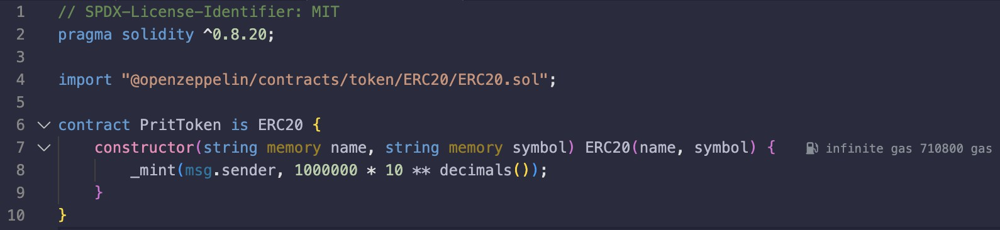 1 // SPDX-License-Identifier: MIT
2 pragma solidity ^0.8.20;
3
4 import "@openzeppelin/contracts/token/ERC20/ERC20.sol";
5
6 contract PritToken is ERC20 {
7 constructor(string memory name, string memory symbol) ERC20(name, symbol) { infinite gas 710800 gas
8 _mint(msg.sender, 1000000 * 10 ** decimals());
9 }
10 }